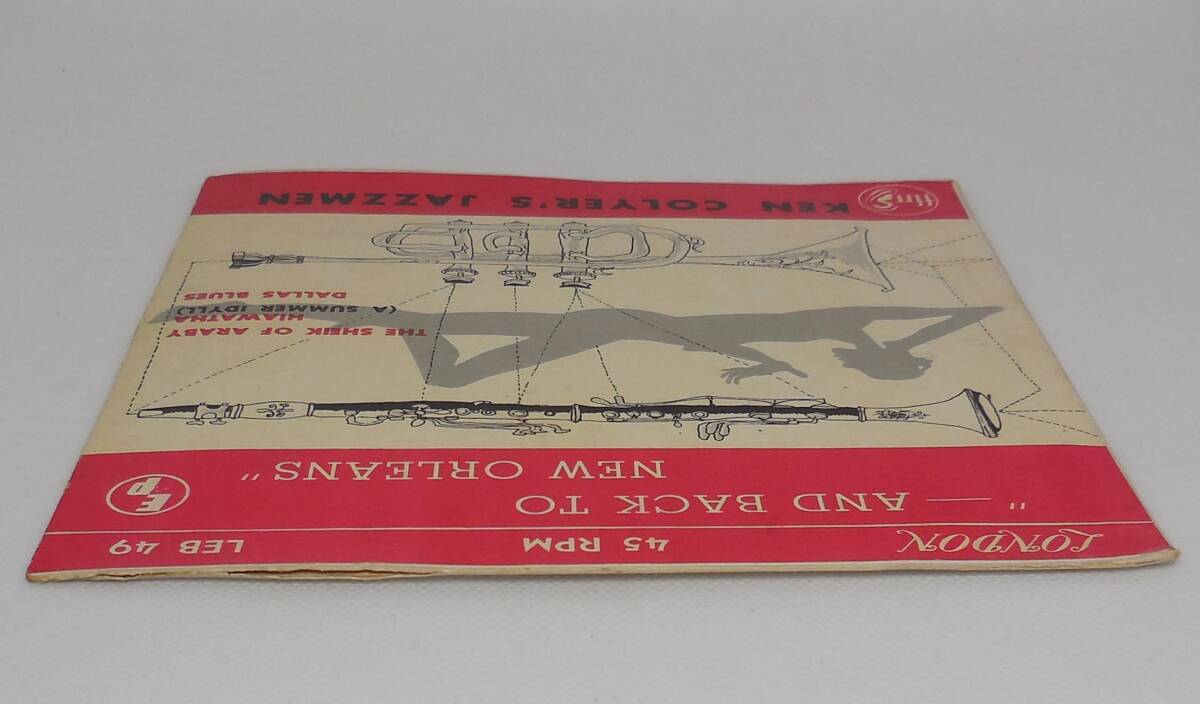 LONDON 45 RPM LEB 49
"— AND BACK TO
NEW ORLEANS"
Ep
THE SHEIK OF ARABY
HIAWATHA
(A SUMMER IDYLL)
DALLAS BLUES
ffrr
KEN COLYER'S JAZZMEN